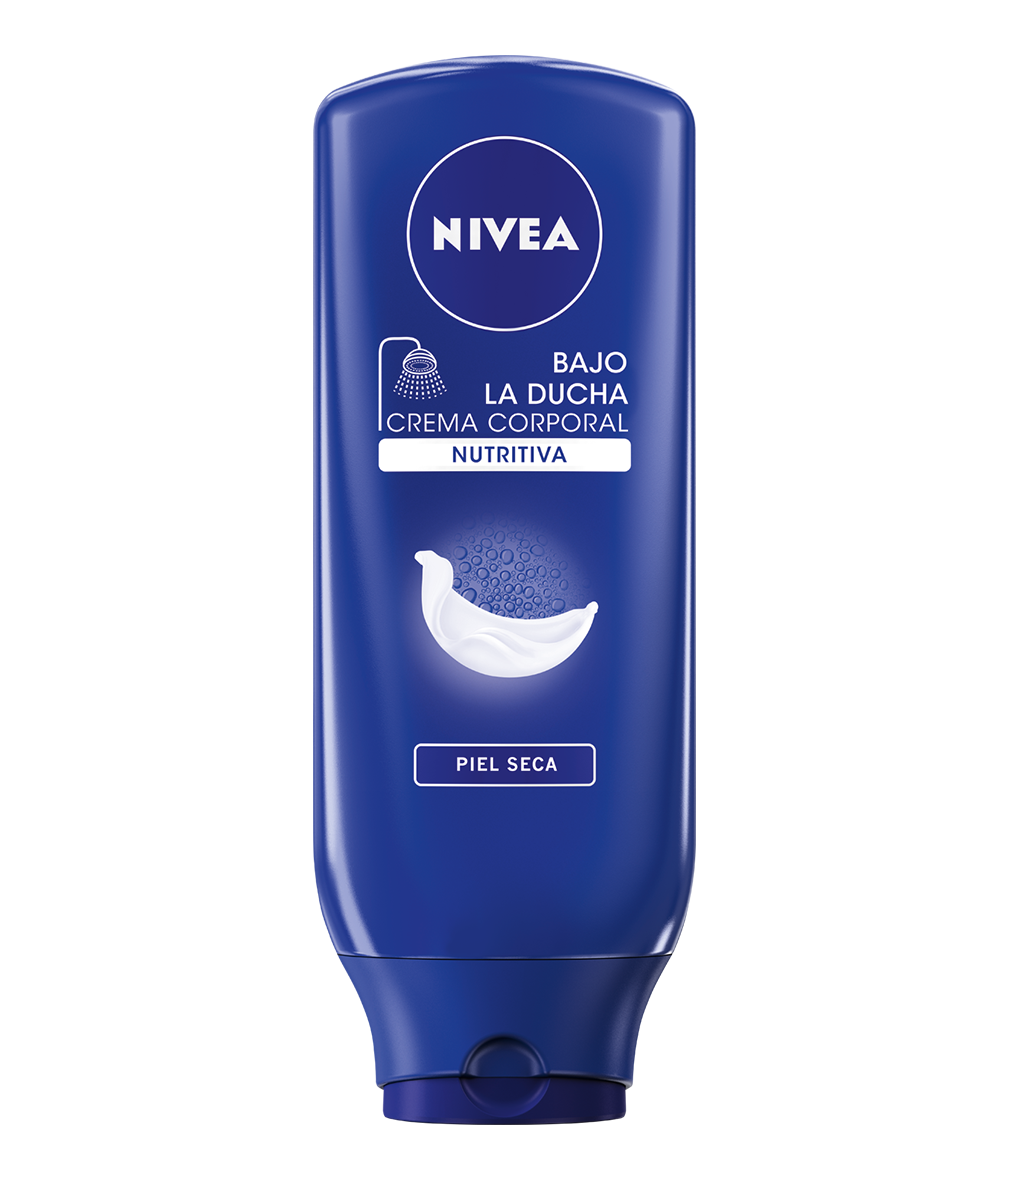 NIVEA
BAJO
LA DUCHA
CREMA CORPORAL
NUTRITIVA
PIEL SECA